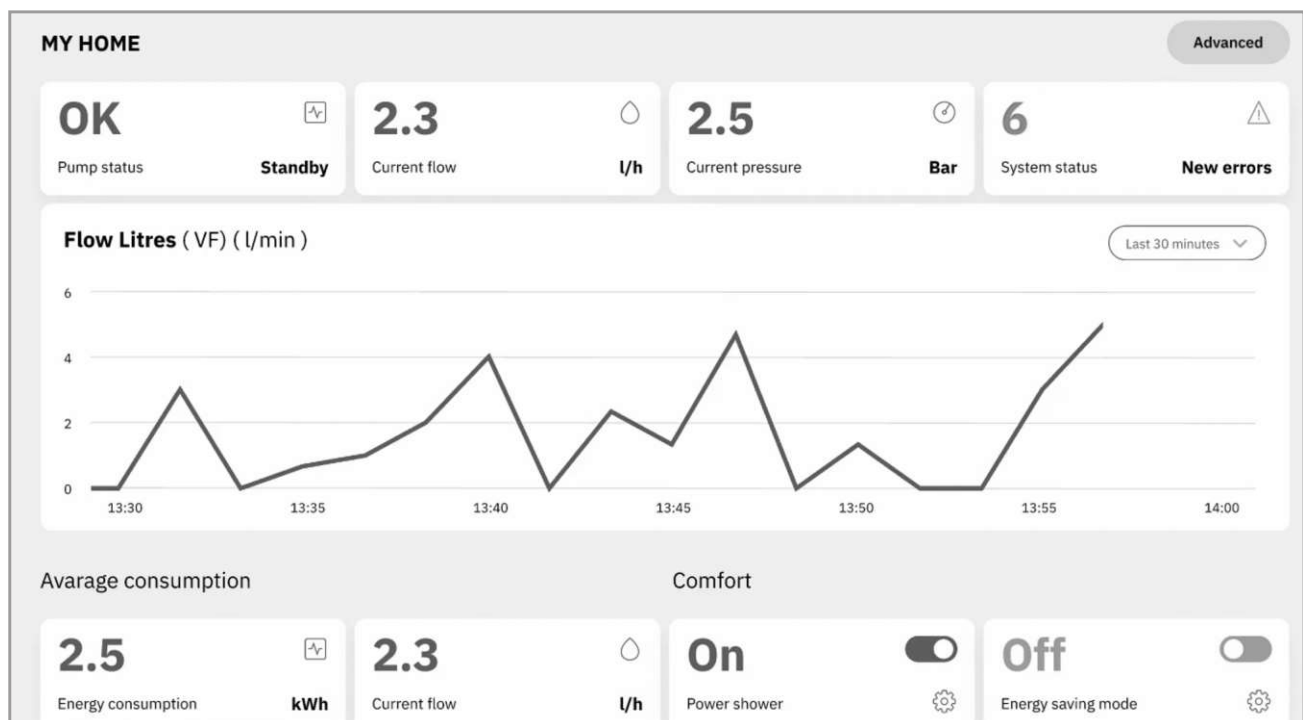 MY HOME
Advanced
OK
Pump status Standby
2.3
Current flow l/h
2.5
Current pressure Bar
6
System status New errors
Flow Litres ( VF) ( l/min )
Last 30 minutes
6
4
2
0
13:30 13:35 13:40 13:45 13:50 13:55 14:00
Avarage consumption
Comfort
2.5
Energy consumption kWh
2.3
Current flow l/h
On
Power shower
Off
Energy saving mode